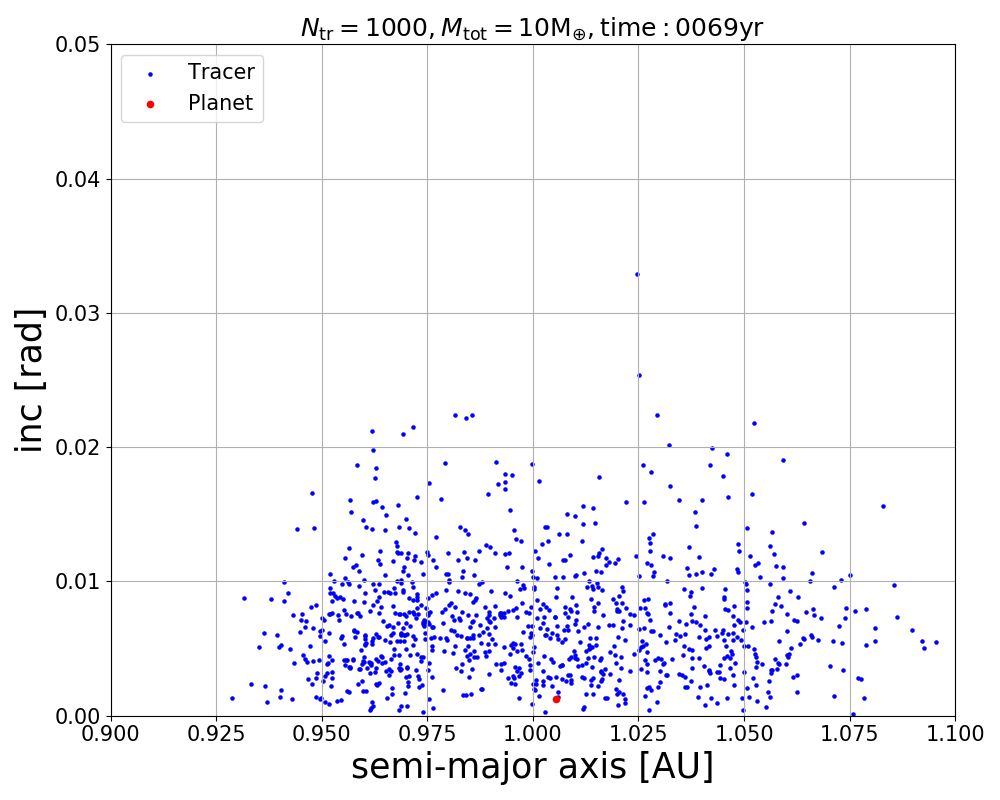 N_tr = 1000, M_tot = 10M_⊕, time : 0069yr
0.05
Tracer
Planet
0.04
0.03
0.02
0.01
0.00
inc [rad]
0.900 0.925 0.950 0.975 1.000 1.025 1.050 1.075 1.100
semi-major axis [AU]